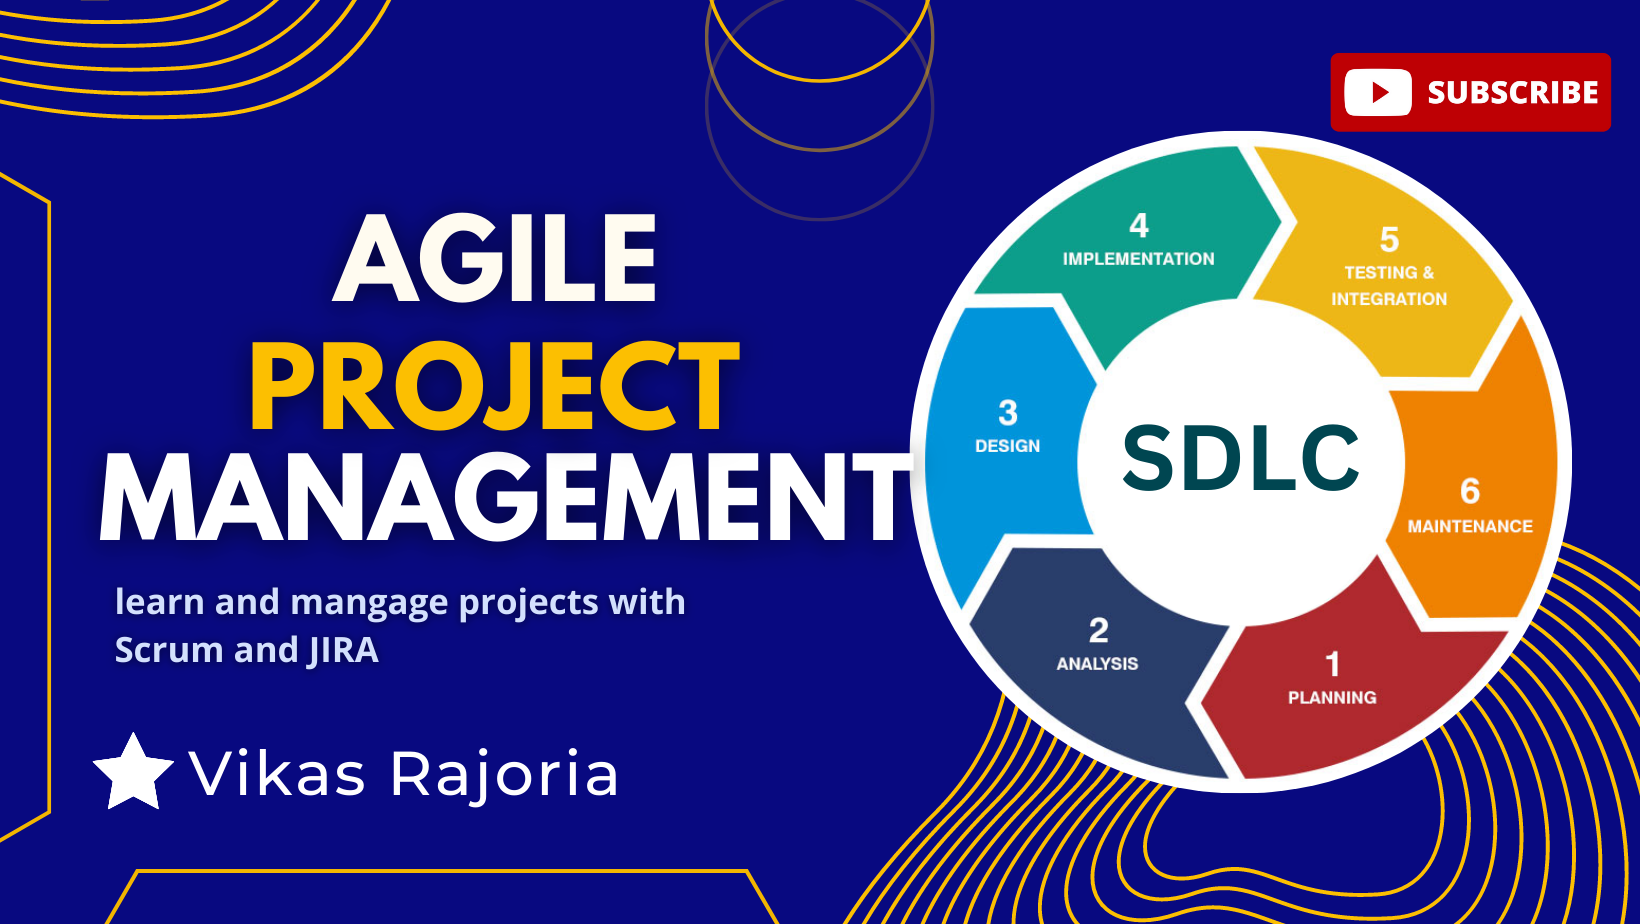 SUBSCRIBE
AGILE
PROJECT
MANAGEMENT
learn and mangage projects with
Scrum and JIRA
Vikas Rajoria
SDLC
1
PLANNING
2
ANALYSIS
3
DESIGN
4
IMPLEMENTATION
5
TESTING &
INTEGRATION
6
MAINTENANCE